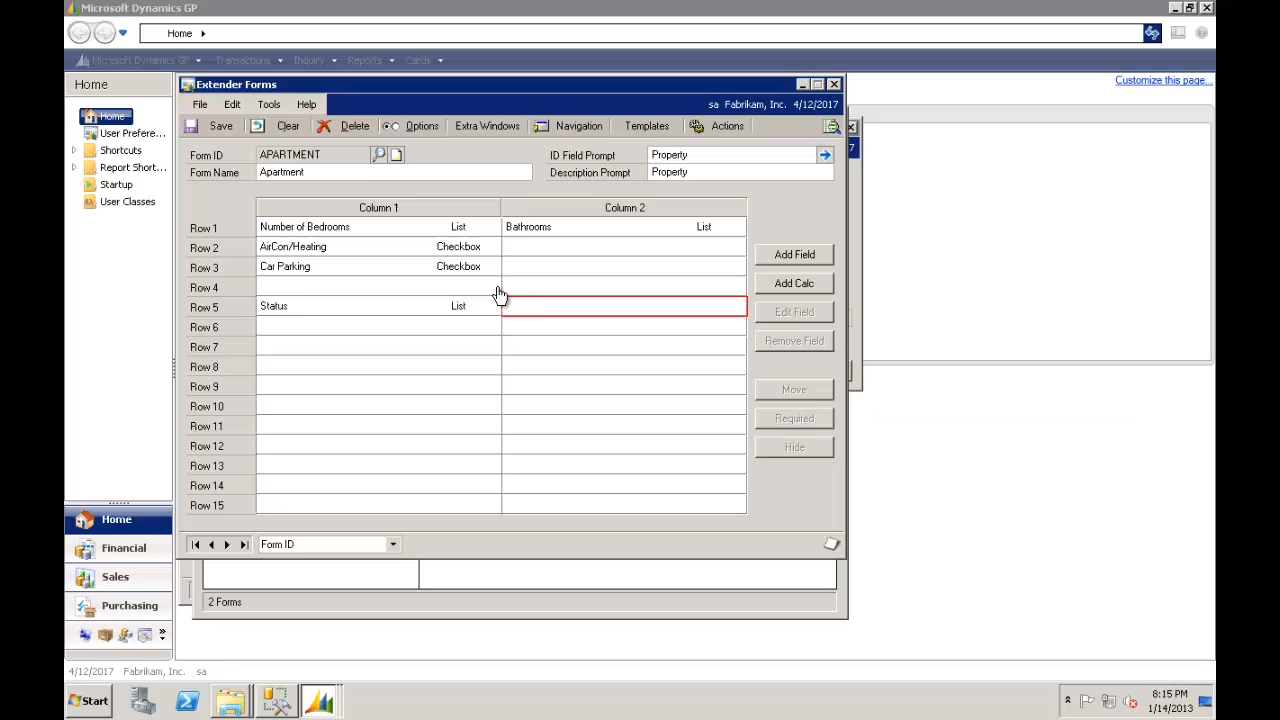 Microsoft Dynamics GP
Home
Microsoft Dynamics GP Transactions Inquiry Reports Cards
Home
Customize this page...
Extender Forms
File Edit Tools Help
sa Fabrikam, Inc. 4/12/2017
Save Clear Delete Options Extra Windows Navigation Templates Actions
Home
User Prefere...
Shortcuts
Report Short...
Startup
User Classes
7
Form ID APARTMENT ID Field Prompt Property
Form Name Apartment Description Prompt Property
Column 1 Column 2
Row 1 Number of Bedrooms List Bathrooms List
Row 2 AirCon/Heating Checkbox
Row 3 Car Parking Checkbox
Row 4
Row 5 Status List
Row 6
Row 7
Row 8
Row 9
Row 10
Row 11
Row 12
Row 13
Row 14
Row 15
Add Field
Add Calc
Edit Field
Remove Field
Move
Required
Hide
Form ID
2 Forms
Home
Financial
Sales
Purchasing
4/12/2017 Fabrikam, Inc. sa
Start
8:15 PM
1/14/2013